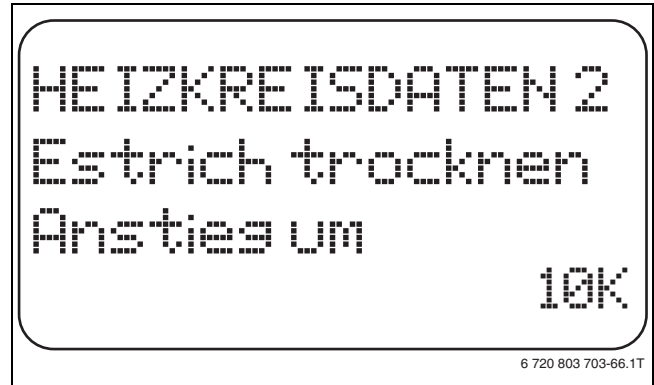 HEIZKREISDATEN 2
Estrich trocknen
Anstieg um
10K
6 720 803 703-66.1T